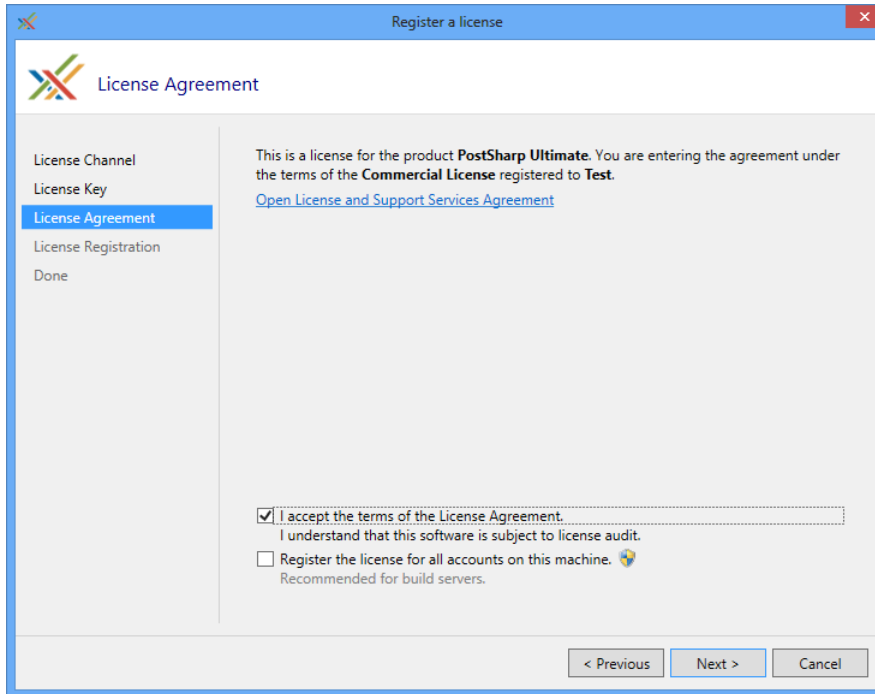 Register a license
License Agreement
License Channel
License Key
License Agreement
License Registration
Done
This is a license for the product PostSharp Ultimate. You are entering the agreement under
the terms of the Commercial License registered to Test.
Open License and Support Services Agreement
I accept the terms of the License Agreement.
I understand that this software is subject to license audit.
Register the license for all accounts on this machine.
Recommended for build servers.
< Previous
Next >
Cancel